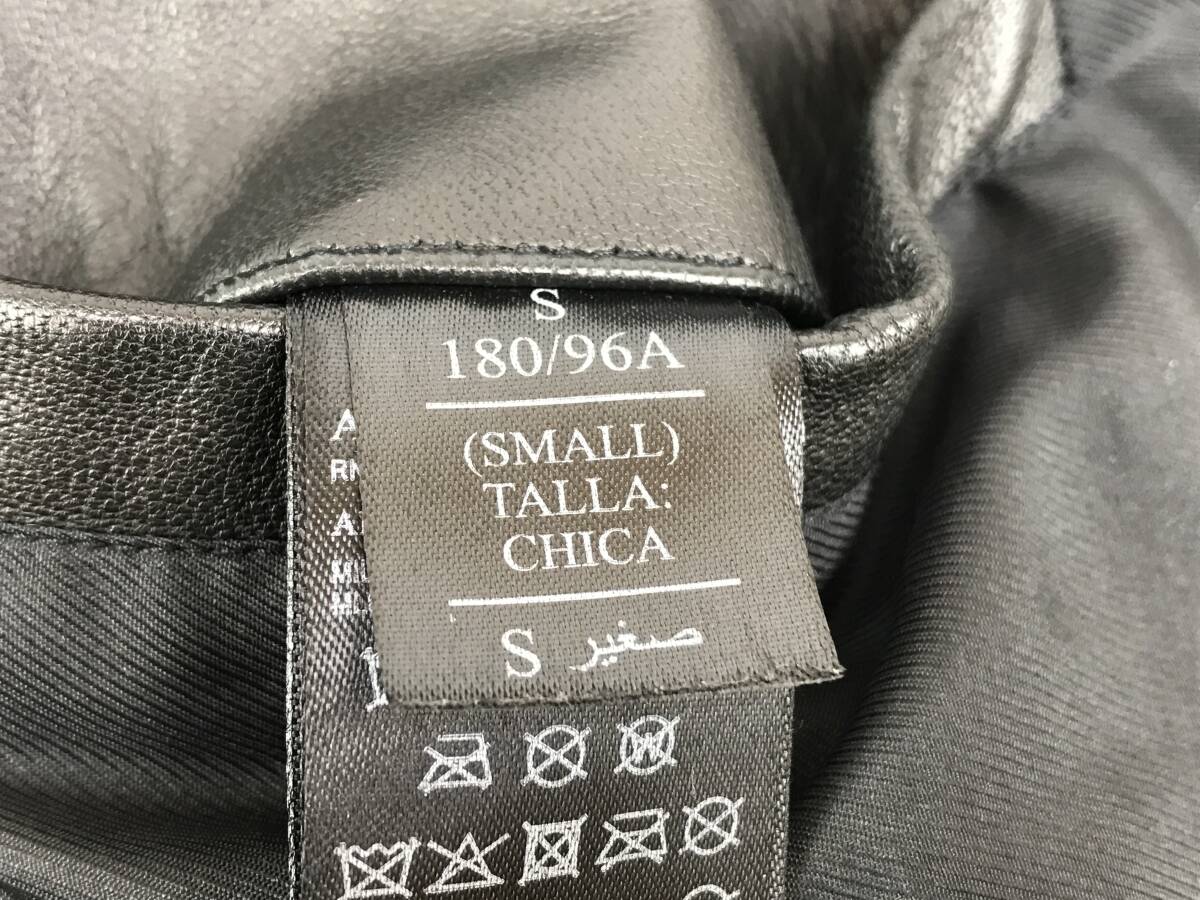 S
180/96A
(SMALL)
TALLA:
CHICA
S صغير